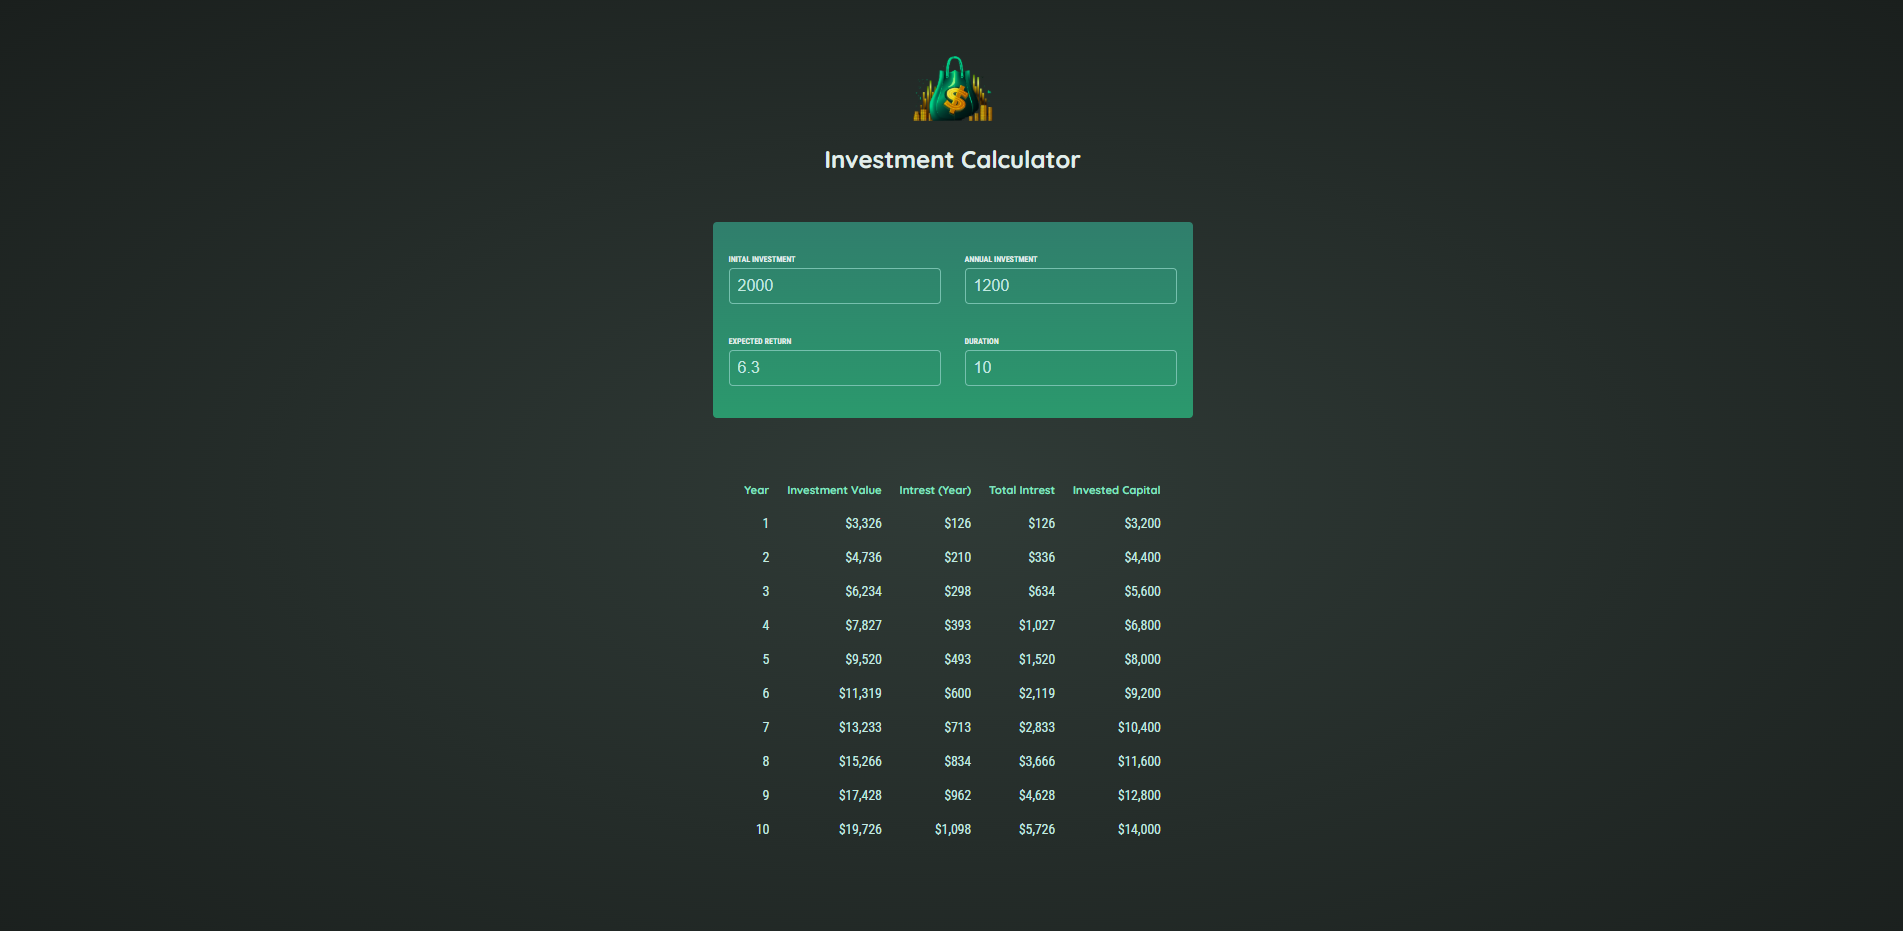 $
Investment Calculator
INITAL INVESTMENT ANNUAL INVESTMENT
2000 1200
EXPECTED RETURN DURATION
6.3 10
Year Investment Value Intrest (Year) Total Intrest Invested Capital
1 $3,326 $126 $126 $3,200
2 $4,736 $210 $336 $4,400
3 $6,234 $298 $634 $5,600
4 $7,827 $393 $1,027 $6,800
5 $9,520 $493 $1,520 $8,000
6 $11,319 $600 $2,119 $9,200
7 $13,233 $713 $2,833 $10,400
8 $15,266 $834 $3,666 $11,600
9 $17,428 $962 $4,628 $12,800
10 $19,726 $1,098 $5,726 $14,000